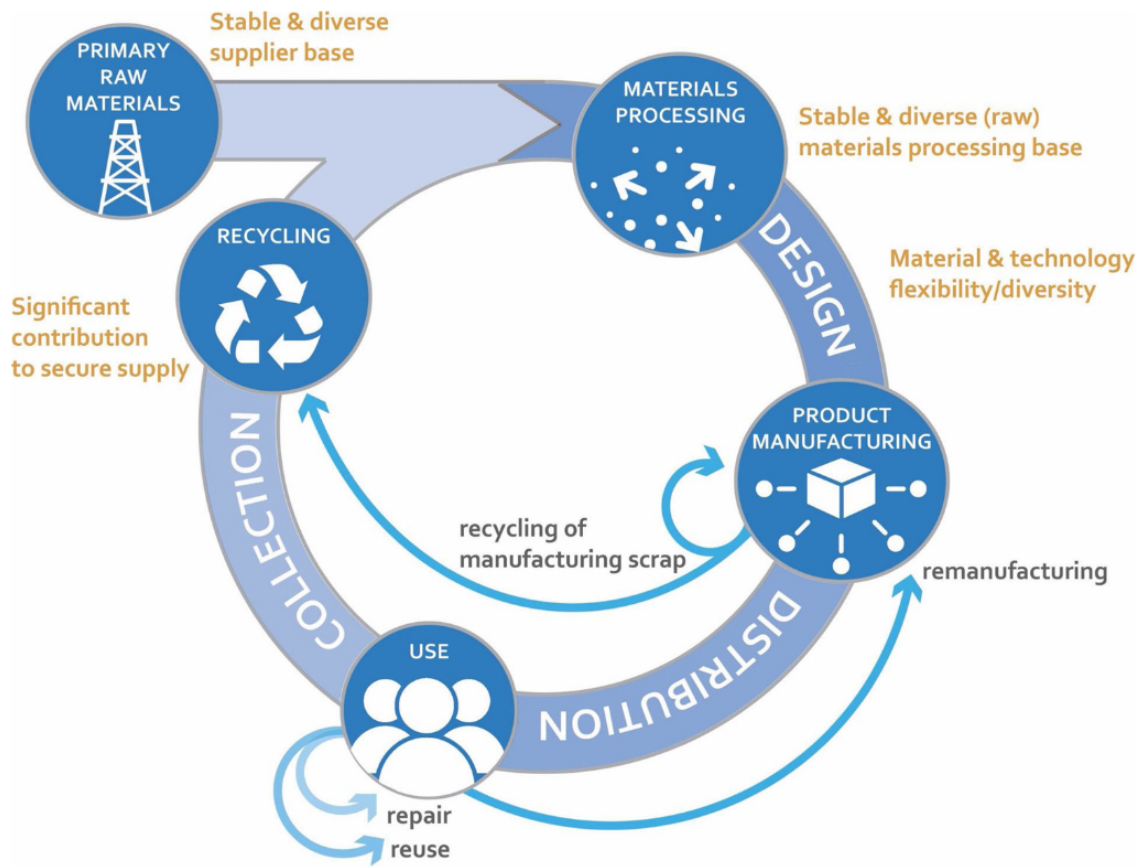 Stable & diverse
supplier base
PRIMARY
RAW
MATERIALS
MATERIALS
PROCESSING
Stable & diverse (raw)
materials processing base
DESIGN
Material & technology
flexibility/diversity
RECYCLING
Significant
contribution
to secure supply
COLLECTION
PRODUCT
MANUFACTURING
recycling of
manufacturing scrap
remanufacturing
DISTRIBUTION
USE
repair
reuse